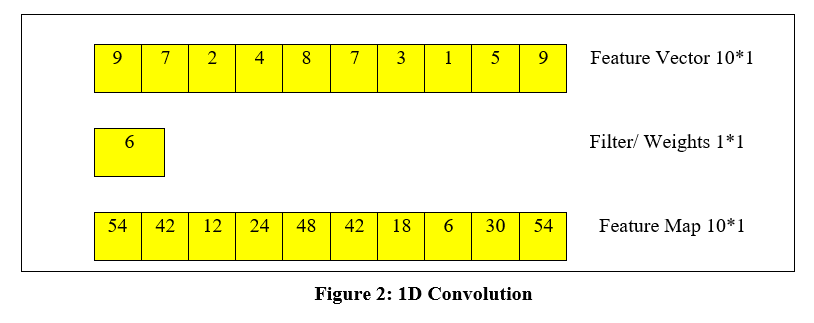 9 7 2 4 8 7 3 1 5 9 Feature Vector 10*1
6 Filter/ Weights 1*1
54 42 12 24 48 42 18 6 30 54 Feature Map 10*1
Figure 2: 1D Convolution